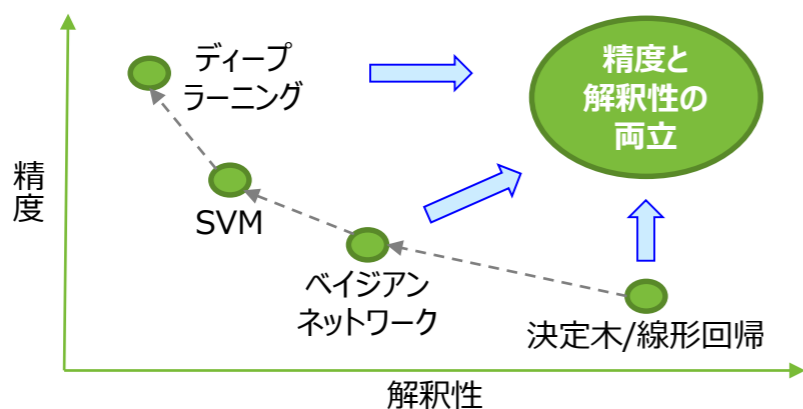 ディープ
ラーニング
精度と
解釈性の
両立
精度
SVM
ベイジアン
ネットワーク
決定木/線形回帰
解釈性